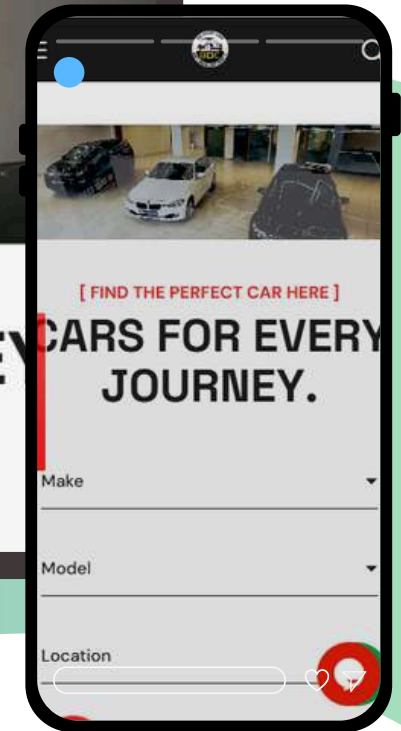 [ FIND THE PERFECT CAR HERE ]
CARS FOR EVERY
JOURNEY.
Make
Model
Location